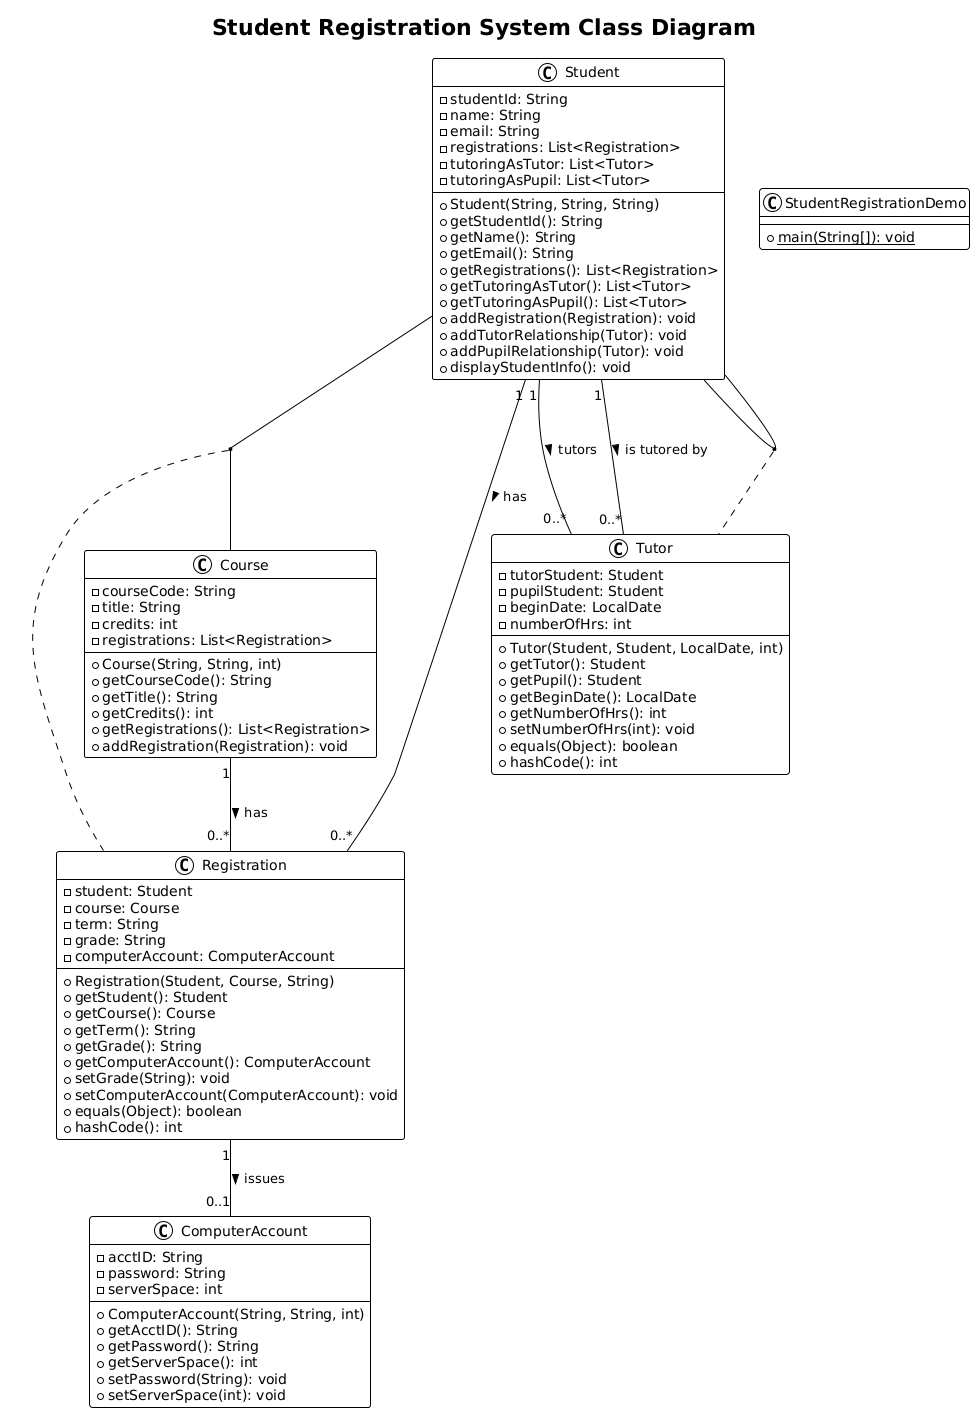 Student Registration System Class Diagram
C Student
studentId: String
name: String
email: String
registrations: List<Registration>
tutoringAsTutor: List<Tutor>
tutoringAsPupil: List<Tutor>
Student(String, String, String)
getStudentId(): String
getName(): String
getEmail(): String
getRegistrations(): List<Registration>
getTutoringAsTutor(): List<Tutor>
getTutoringAsPupil(): List<Tutor>
addRegistration(Registration): void
addTutorRelationship(Tutor): void
addPupilRelationship(Tutor): void
displayStudentInfo(): void
C StudentRegistrationDemo
main(String[]): void
1
1
1
tutors
is tutored by
has
0..*
0..*
C Course
courseCode: String
title: String
credits: int
registrations: List<Registration>
Course(String, String, int)
getCourseCode(): String
getTitle(): String
getCredits(): int
getRegistrations(): List<Registration>
addRegistration(Registration): void
C Tutor
tutorStudent: Student
pupilStudent: Student
beginDate: LocalDate
numberOfHrs: int
Tutor(Student, Student, LocalDate, int)
getTutor(): Student
getPupil(): Student
getBeginDate(): LocalDate
getNumberOfHrs(): int
setNumberOfHrs(int): void
equals(Object): boolean
hashCode(): int
1
has
0..*
0..*
C Registration
student: Student
course: Course
term: String
grade: String
computerAccount: ComputerAccount
Registration(Student, Course, String)
getStudent(): Student
getCourse(): Course
getTerm(): String
getGrade(): String
getComputerAccount(): ComputerAccount
setGrade(String): void
setComputerAccount(ComputerAccount): void
equals(Object): boolean
hashCode(): int
1
issues
0..1
C ComputerAccount
acctID: String
password: String
serverSpace: int
ComputerAccount(String, String, int)
getAcctID(): String
getPassword(): String
getServerSpace(): int
setPassword(String): void
setServerSpace(int): void